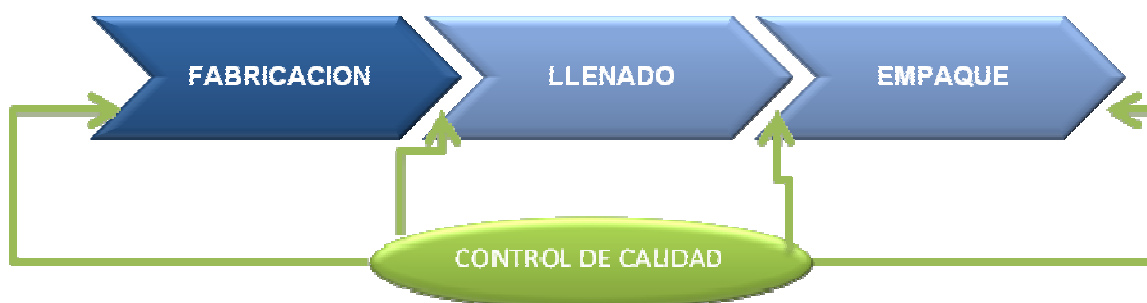 FABRICACION
LLENADO
EMPAQUE
CONTROL DE CALIDAD